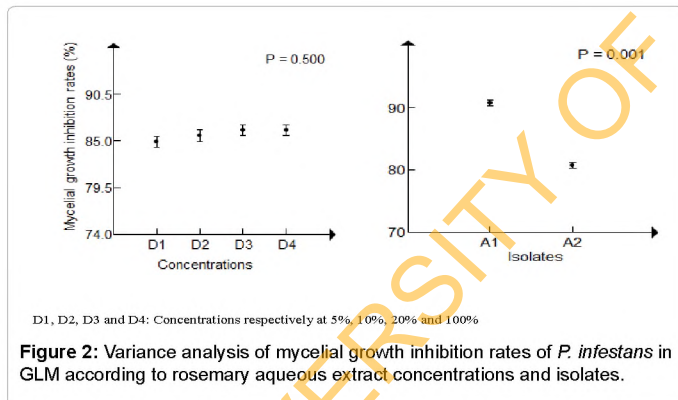 P = 0.500
Mycelial growth inhibition rates (%)
90.5
85.0
79.5
74.0
D1 D2 D3 D4
Concentrations
P = 0.001
90
80
70
A1 A2
Isolates
D1, D2, D3 and D4: Concentrations respectively at 5%, 10%, 20% and 100%
Figure 2: Variance analysis of mycelial growth inhibition rates of P. infestans in
GLM according to rosemary aqueous extract concentrations and isolates.
ERSITY OF